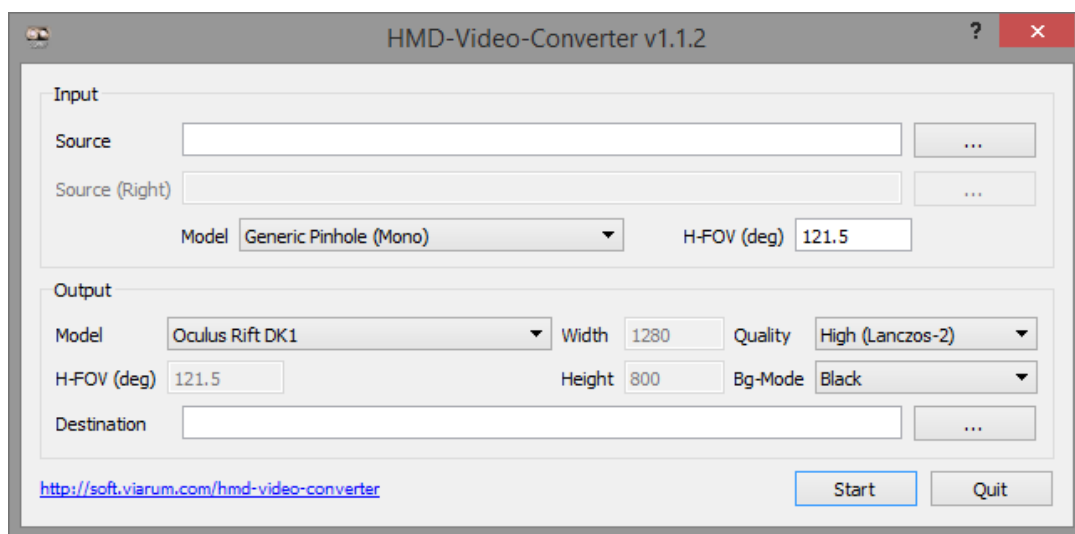 HMD-Video-Converter v1.1.2 ? ×
Input
Source ...
Source (Right) ...
Model Generic Pinhole (Mono) H-FOV (deg) 121.5
Output
Model Oculus Rift DK1 Width 1280 Quality High (Lanczos-2)
H-FOV (deg) 121.5 Height 800 Bg-Mode Black
Destination ...
http://soft.viarum.com/hmd-video-converter Start Quit